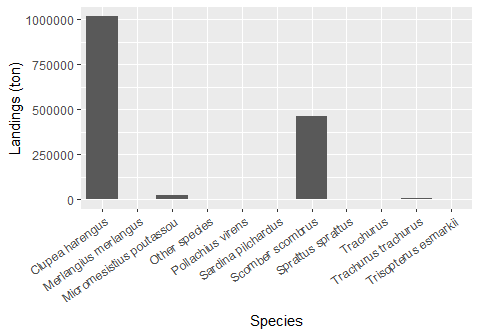 Landings (ton)
1000000
750000
500000
250000
0
Clupea harengus
Merlangius merlangus
Micromesistius poutassou
Other species
Pollachius virens
Sardina pilchardus
Scomber scombrus
Sprattus sprattus
Trachurus
Trachurus trachurus
Trisopterus esmarkii
Species